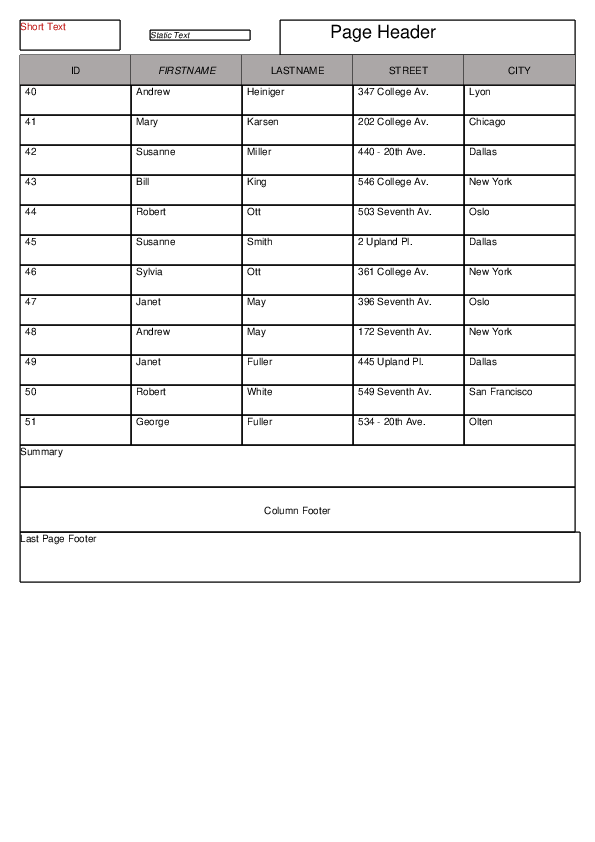 Short Text
Static Text
Page Header
ID FIRSTNAME LASTNAME STREET CITY
40 Andrew Heiniger 347 College Av. Lyon
41 Mary Karsen 202 College Av. Chicago
42 Susanne Miller 440 - 20th Ave. Dallas
43 Bill King 546 College Av. New York
44 Robert Ott 503 Seventh Av. Oslo
45 Susanne Smith 2 Upland Pl. Dallas
46 Sylvia Ott 361 College Av. New York
47 Janet May 396 Seventh Av. Oslo
48 Andrew May 172 Seventh Av. New York
49 Janet Fuller 445 Upland Pl. Dallas
50 Robert White 549 Seventh Av. San Francisco
51 George Fuller 534 - 20th Ave. Olten
Summary
Column Footer
Last Page Footer